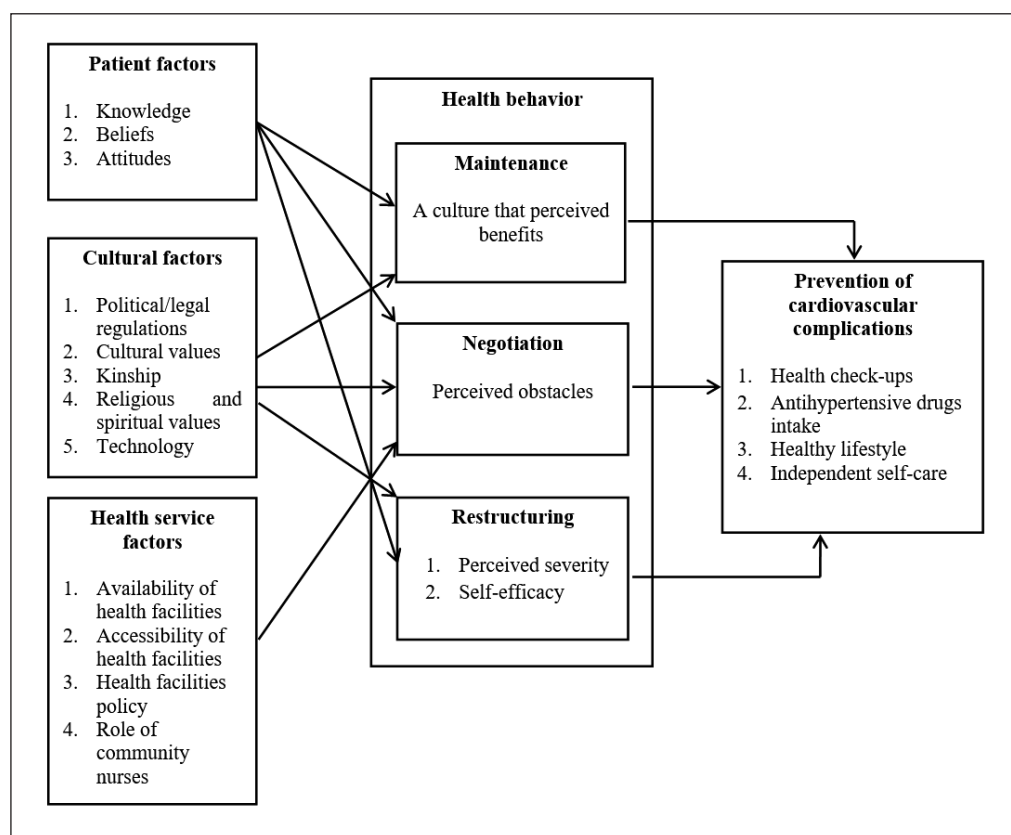 Patient factors
1. Knowledge
2. Beliefs
3. Attitudes
Cultural factors
1. Political/legal
regulations
2. Cultural values
3. Kinship
4. Religious and
spiritual values
5. Technology
Health service
factors
1. Availability of
health facilities
2. Accessibility of
health facilities
3. Health facilities
policy
4. Role of
community
nurses
Health behavior
Maintenance
A culture that perceived
benefits
Negotiation
Perceived obstacles
Restructuring
1. Perceived severity
2. Self-efficacy
Prevention of
cardiovascular
complications
1. Health check-ups
2. Antihypertensive drugs
intake
3. Healthy lifestyle
4. Independent self-care